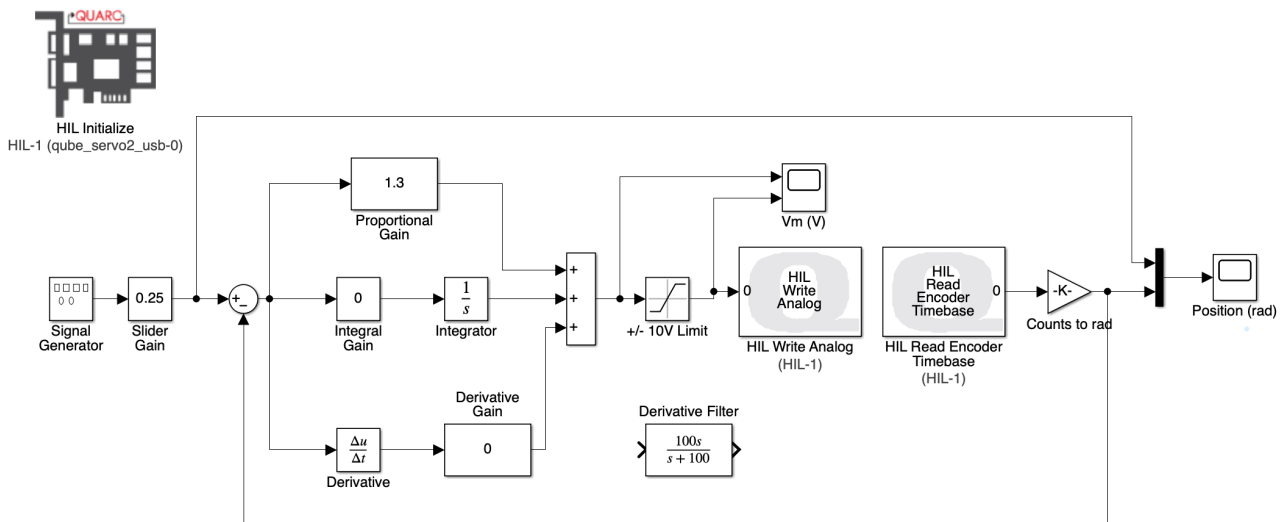 QUARC
HIL Initialize
HIL-1 (qube_servo2_usb-0)
1.3
Proportional
Gain
Vm (V)
Signal
Generator
0.25
Slider
Gain
+
−
0
Integral
Gain
1
s
Integrator
+
+
+
+/- 10V Limit
0
HIL
Write
Analog
HIL Write Analog
(HIL-1)
HIL
Read
Encoder
Timebase
0
HIL Read Encoder
Timebase
(HIL-1)
-K-
Counts to rad
Position (rad)
Δu
Δt
Derivative
Derivative
Gain
0
Derivative Filter
100s
s + 100